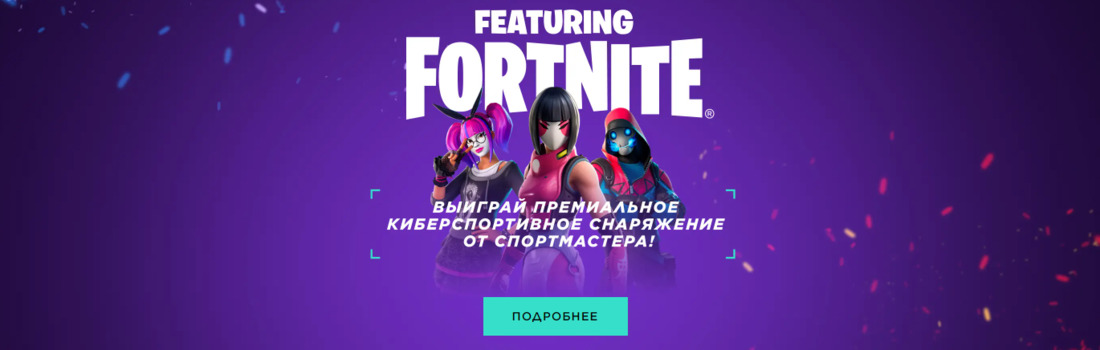 FEATURING
FORTNITE®
ВЫИГРАЙ ПРЕМИАЛЬНОЕ
КИБЕРСПОРТИВНОЕ СНАРЯЖЕНИЕ
ОТ СПОРТМАСТЕРА!
ПОДРОБНЕЕ